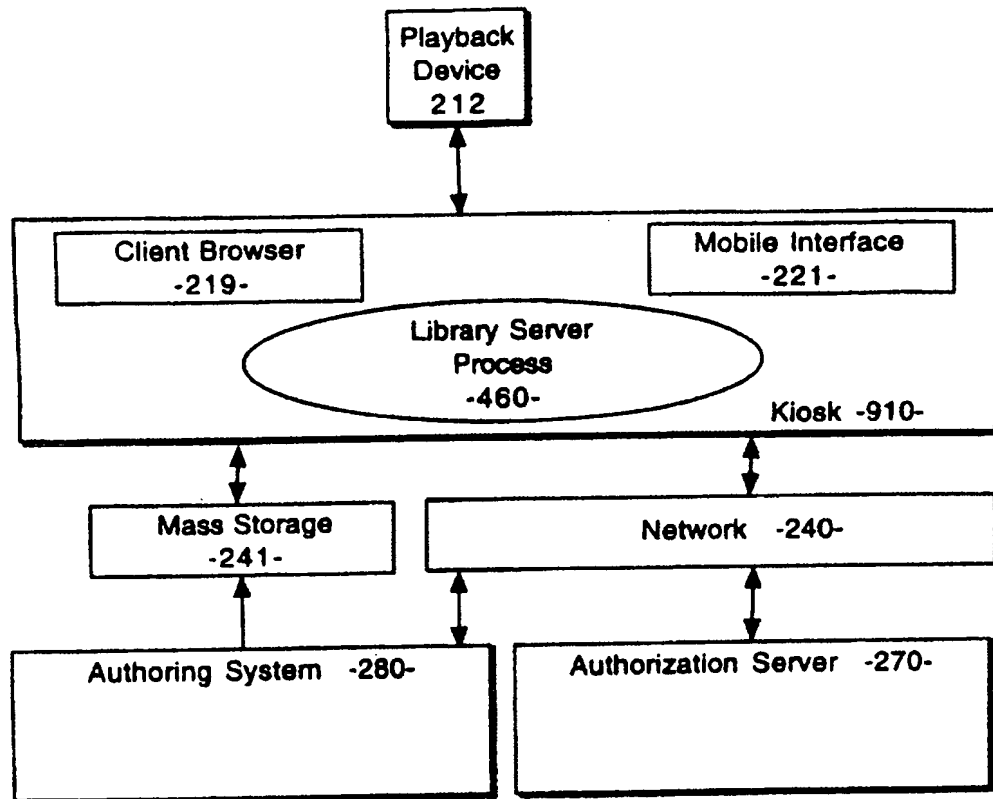 Playback
Device
212
Client Browser
-219-
Mobile Interface
-221-
Library Server
Process
-460-
Kiosk -910-
Mass Storage
-241-
Network -240-
Authoring System -280-
Authorization Server -270-